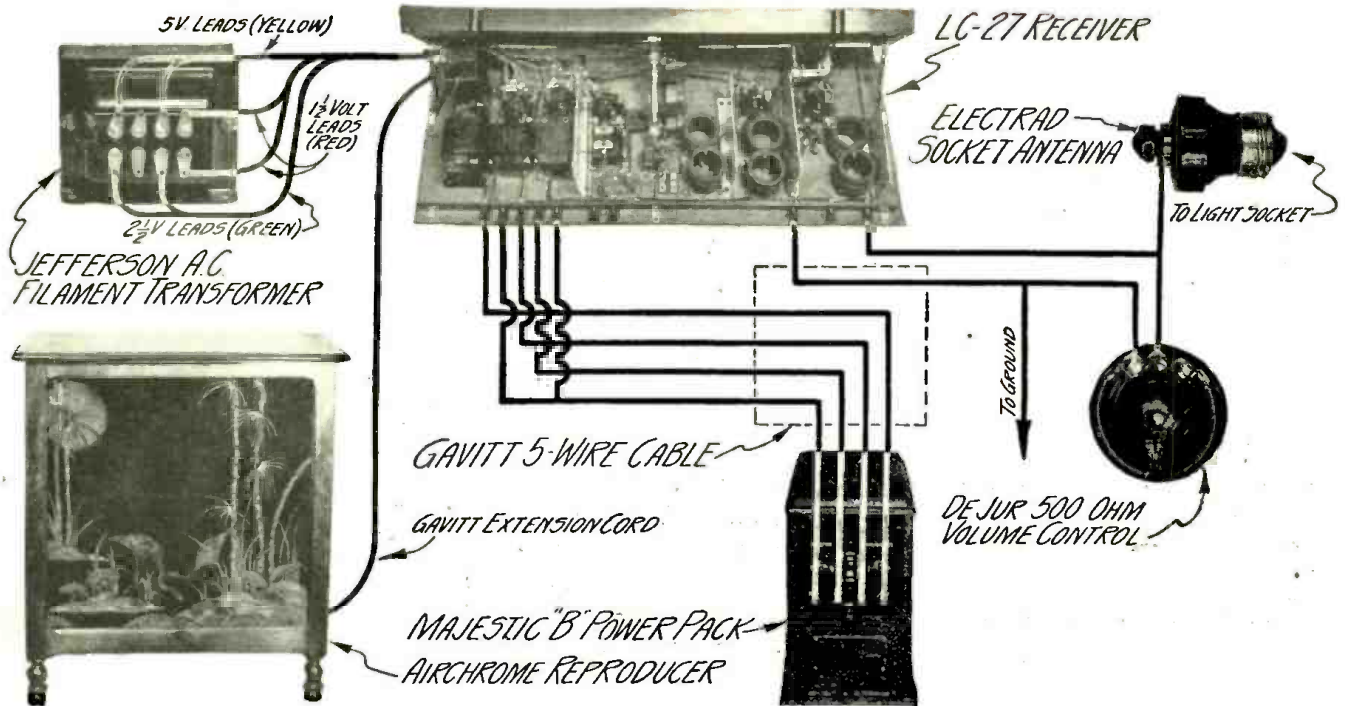 5V LEADS (YELLOW)
1½ VOLT
LEADS
(RED)
2½V LEADS (GREEN)
JEFFERSON A.C.
FILAMENT TRANSFORMER
LC-27 RECEIVER
ELECTRAD
SOCKET ANTENNA
TO LIGHT SOCKET
TO GROUND
GAVITT 5-WIRE CABLE
GAVITT EXTENSION CORD
DE JUR 500 OHM
VOLUME CONTROL
MAJESTIC "B" POWER PACK
AIRCHROME REPRODUCER